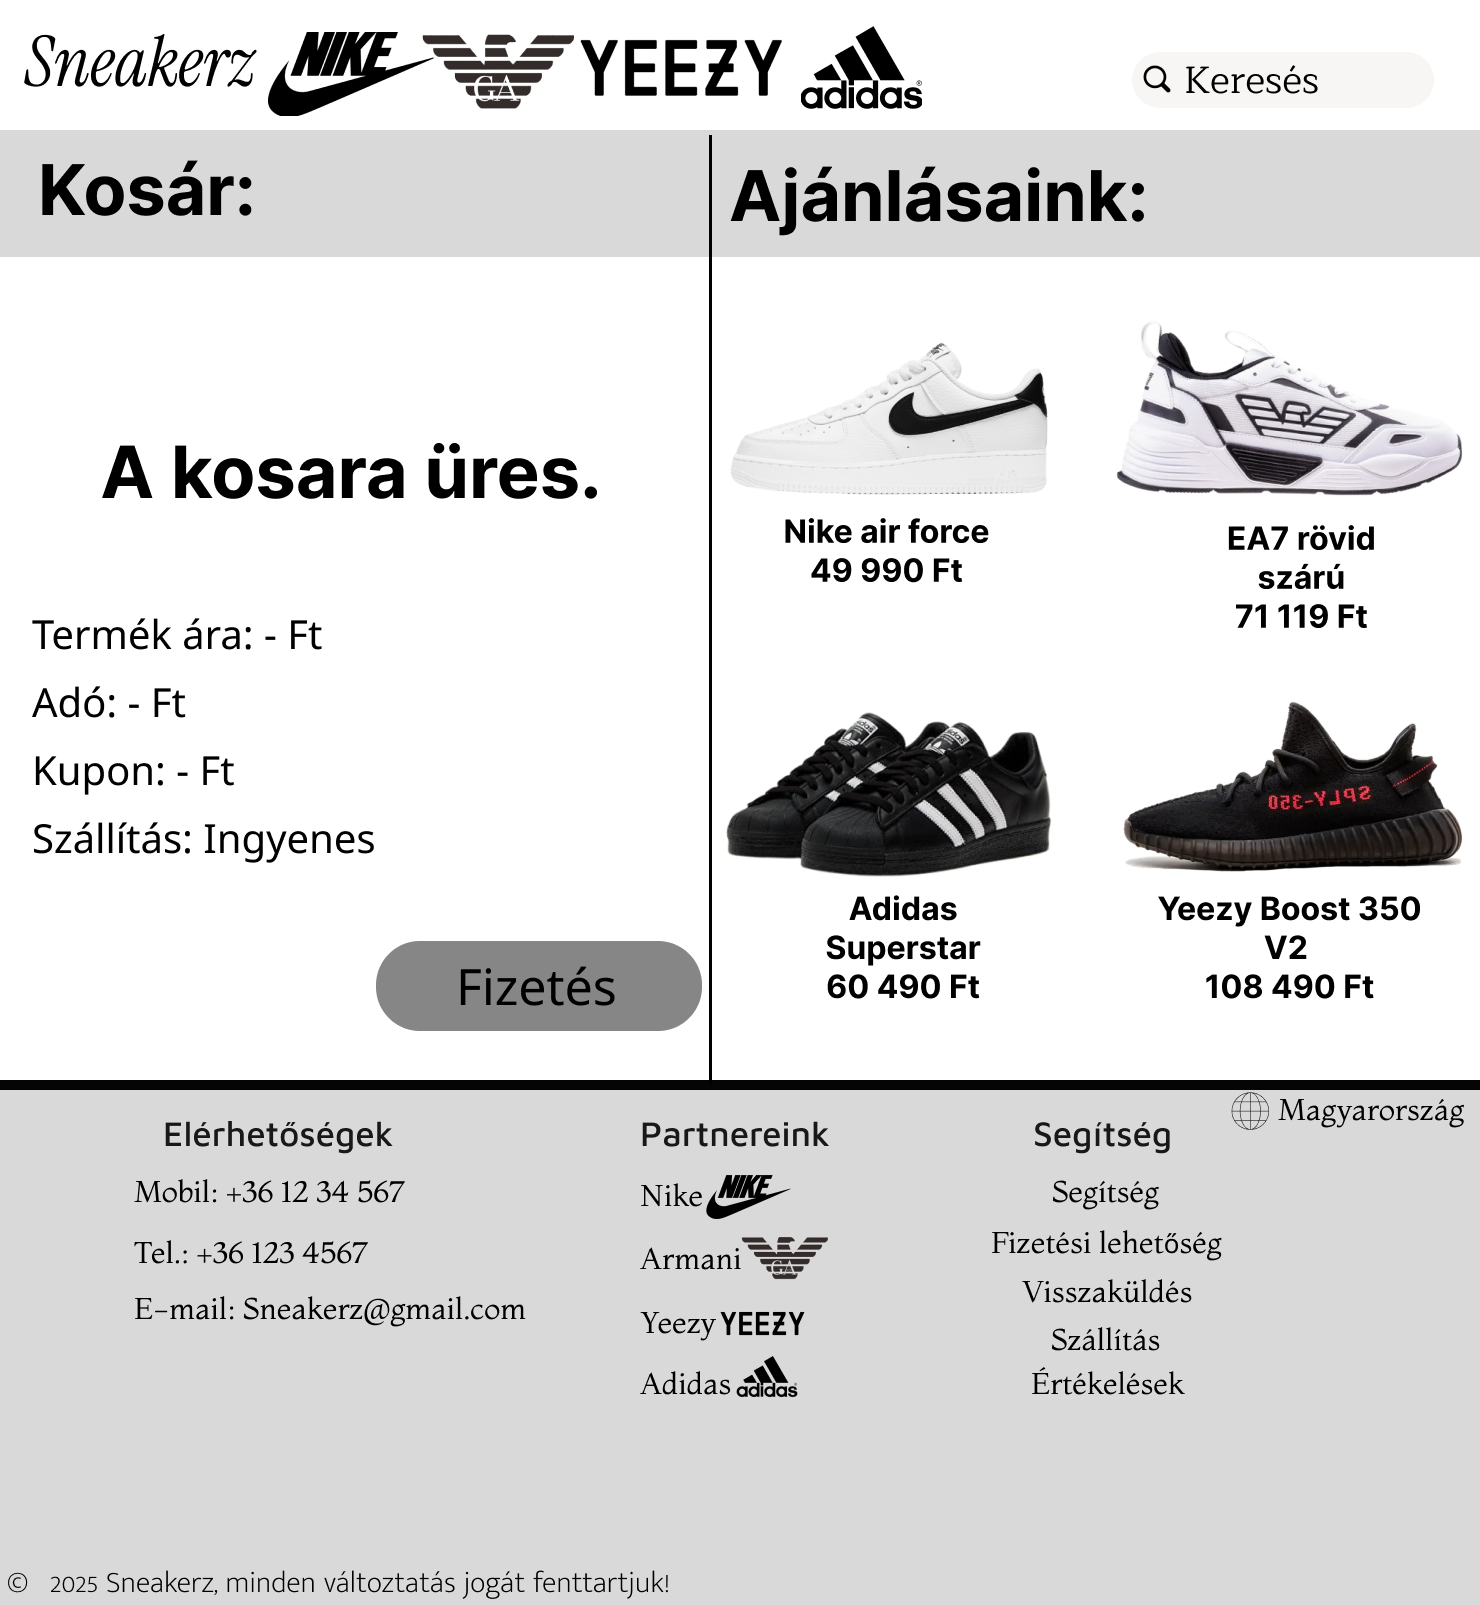 Sneakerz NIKE GA YEEZY adidas® Keresés
Kosár:
Ajánlásaink:
A kosara üres.
Termék ára: - Ft
Adó: - Ft
Kupon: - Ft
Szállítás: Ingyenes
Fizetés
Nike air force
49 990 Ft
EA7 rövid
szárú
71 119 Ft
adidas adidas
Adidas
Superstar
60 490 Ft
SPLY-350
Yeezy Boost 350
V2
108 490 Ft
Magyarország
Elérhetőségek
Mobil: +36 12 34 567
Tel.: +36 123 4567
E-mail: Sneakerz@gmail.com
Partnereink
Nike NIKE
Armani GA
Yeezy YEEZY
Adidas adidas
Segítség
Segítség
Fizetési lehetőség
Visszaküldés
Szállítás
Értékelések
© 2025 Sneakerz, minden változtatás jogát fenttartjuk!